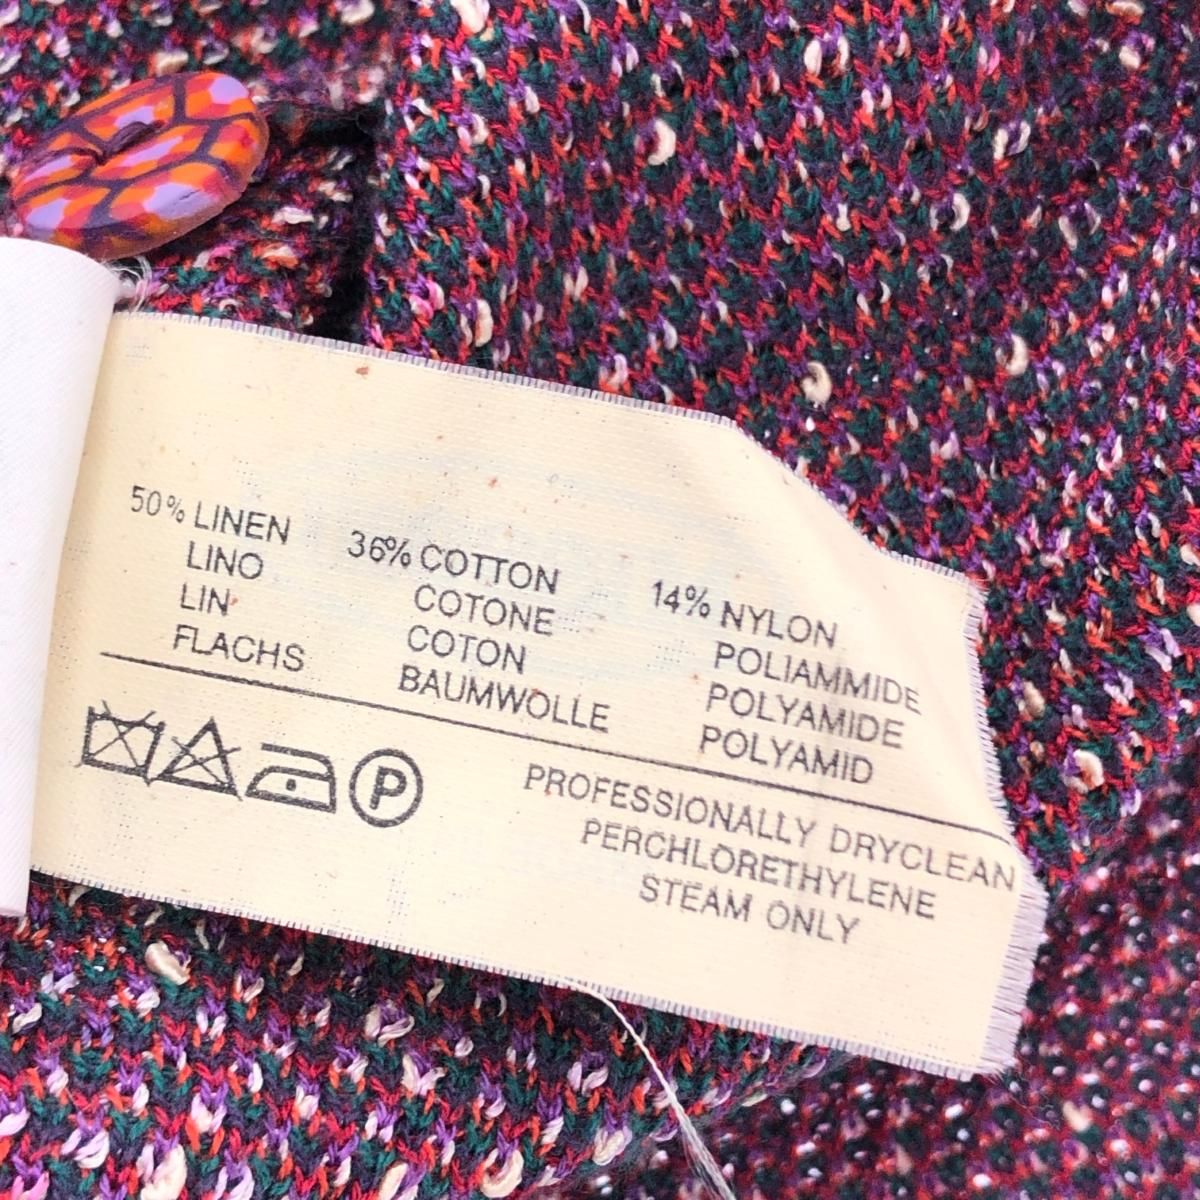 50% LINEN
LINO
LIN
FLACHS
36% COTTON
COTONE
COTON
BAUMWOLLE
14% NYLON
POLIAMMIDE
POLYAMIDE
POLYAMID
P
PROFESSIONALLY DRYCLEAN
PERCHLORETHYLENE
STEAM ONLY